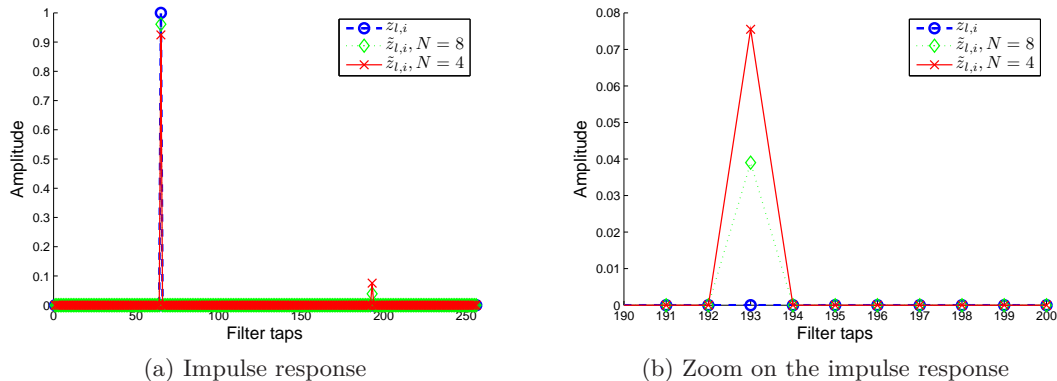 1
0.9
0.8
0.7
0.6
0.5
0.4
0.3
0.2
0.1
0
Amplitude
0 50 100 150 200 250
Filter taps
z_{l,i}
z̃_{l,i}, N = 8
z̃_{l,i}, N = 4
(a) Impulse response
0.08
0.07
0.06
0.05
0.04
0.03
0.02
0.01
0
Amplitude
190 191 192 193 194 195 196 197 198 199 200
Filter taps
z_{l,i}
z̃_{l,i}, N = 8
z̃_{l,i}, N = 4
(b) Zoom on the impulse response